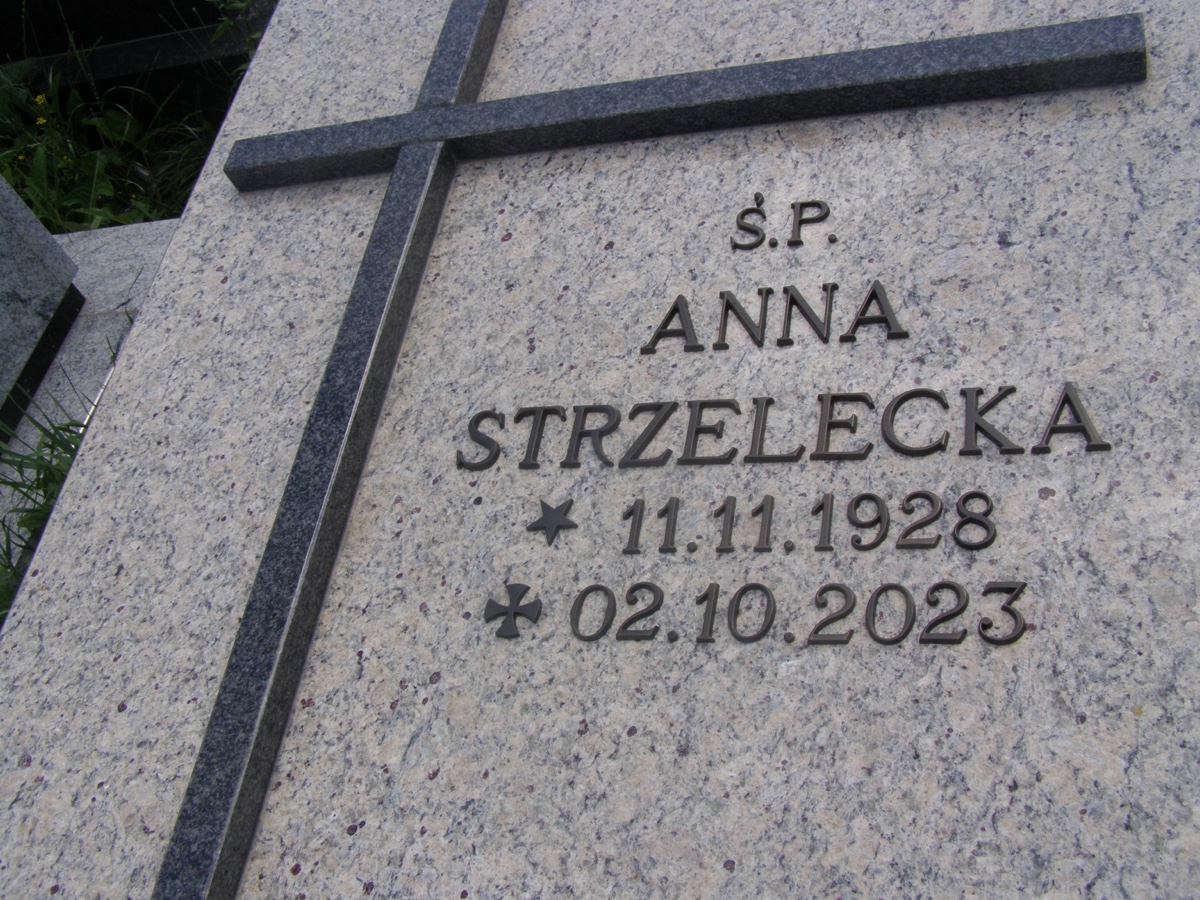 Ś.P.
ANNA
STRZELECKA
11.11.1928
02.10.2023